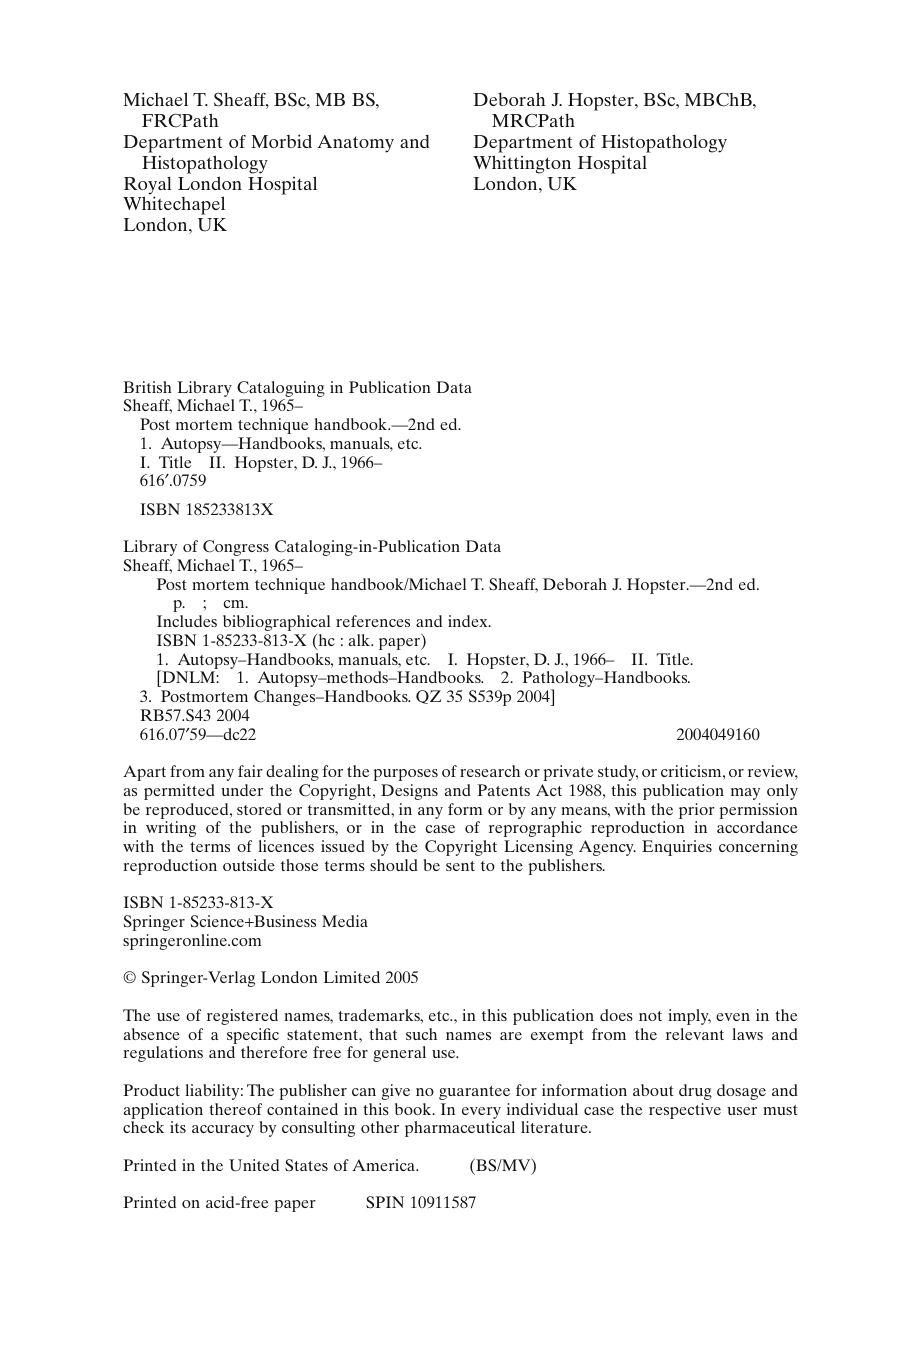 Michael T. Sheaff, BSc, MB BS,
FRCPath
Department of Morbid Anatomy and
Histopathology
Royal London Hospital
Whitechapel
London, UK
Deborah J. Hopster, BSc, MBChB,
MRCPath
Department of Histopathology
Whittington Hospital
London, UK
British Library Cataloguing in Publication Data
Sheaff, Michael T., 1965–
Post mortem technique handbook.—2nd ed.
1. Autopsy—Handbooks, manuals, etc.
I. Title II. Hopster, D. J., 1966–
616′.0759
ISBN 185233813X
Library of Congress Cataloging-in-Publication Data
Sheaff, Michael T., 1965–
Post mortem technique handbook/Michael T. Sheaff, Deborah J. Hopster.—2nd ed.
p. ; cm.
Includes bibliographical references and index.
ISBN 1-85233-813-X (hc : alk. paper)
1. Autopsy–Handbooks, manuals, etc. I. Hopster, D. J., 1966– II. Title.
[DNLM: 1. Autopsy–methods–Handbooks. 2. Pathology–Handbooks.
3. Postmortem Changes–Handbooks. QZ 35 S539p 2004]
RB57.S43 2004
616.07′59—dc22 2004049160
Apart from any fair dealing for the purposes of research or private study, or criticism, or review,
as permitted under the Copyright, Designs and Patents Act 1988, this publication may only
be reproduced, stored or transmitted, in any form or by any means, with the prior permission
in writing of the publishers, or in the case of reprographic reproduction in accordance
with the terms of licences issued by the Copyright Licensing Agency. Enquiries concerning
reproduction outside those terms should be sent to the publishers.
ISBN 1-85233-813-X
Springer Science+Business Media
springeronline.com
© Springer-Verlag London Limited 2005
The use of registered names, trademarks, etc., in this publication does not imply, even in the
absence of a specific statement, that such names are exempt from the relevant laws and
regulations and therefore free for general use.
Product liability: The publisher can give no guarantee for information about drug dosage and
application thereof contained in this book. In every individual case the respective user must
check its accuracy by consulting other pharmaceutical literature.
Printed in the United States of America. (BS/MV)
Printed on acid-free paper SPIN 10911587